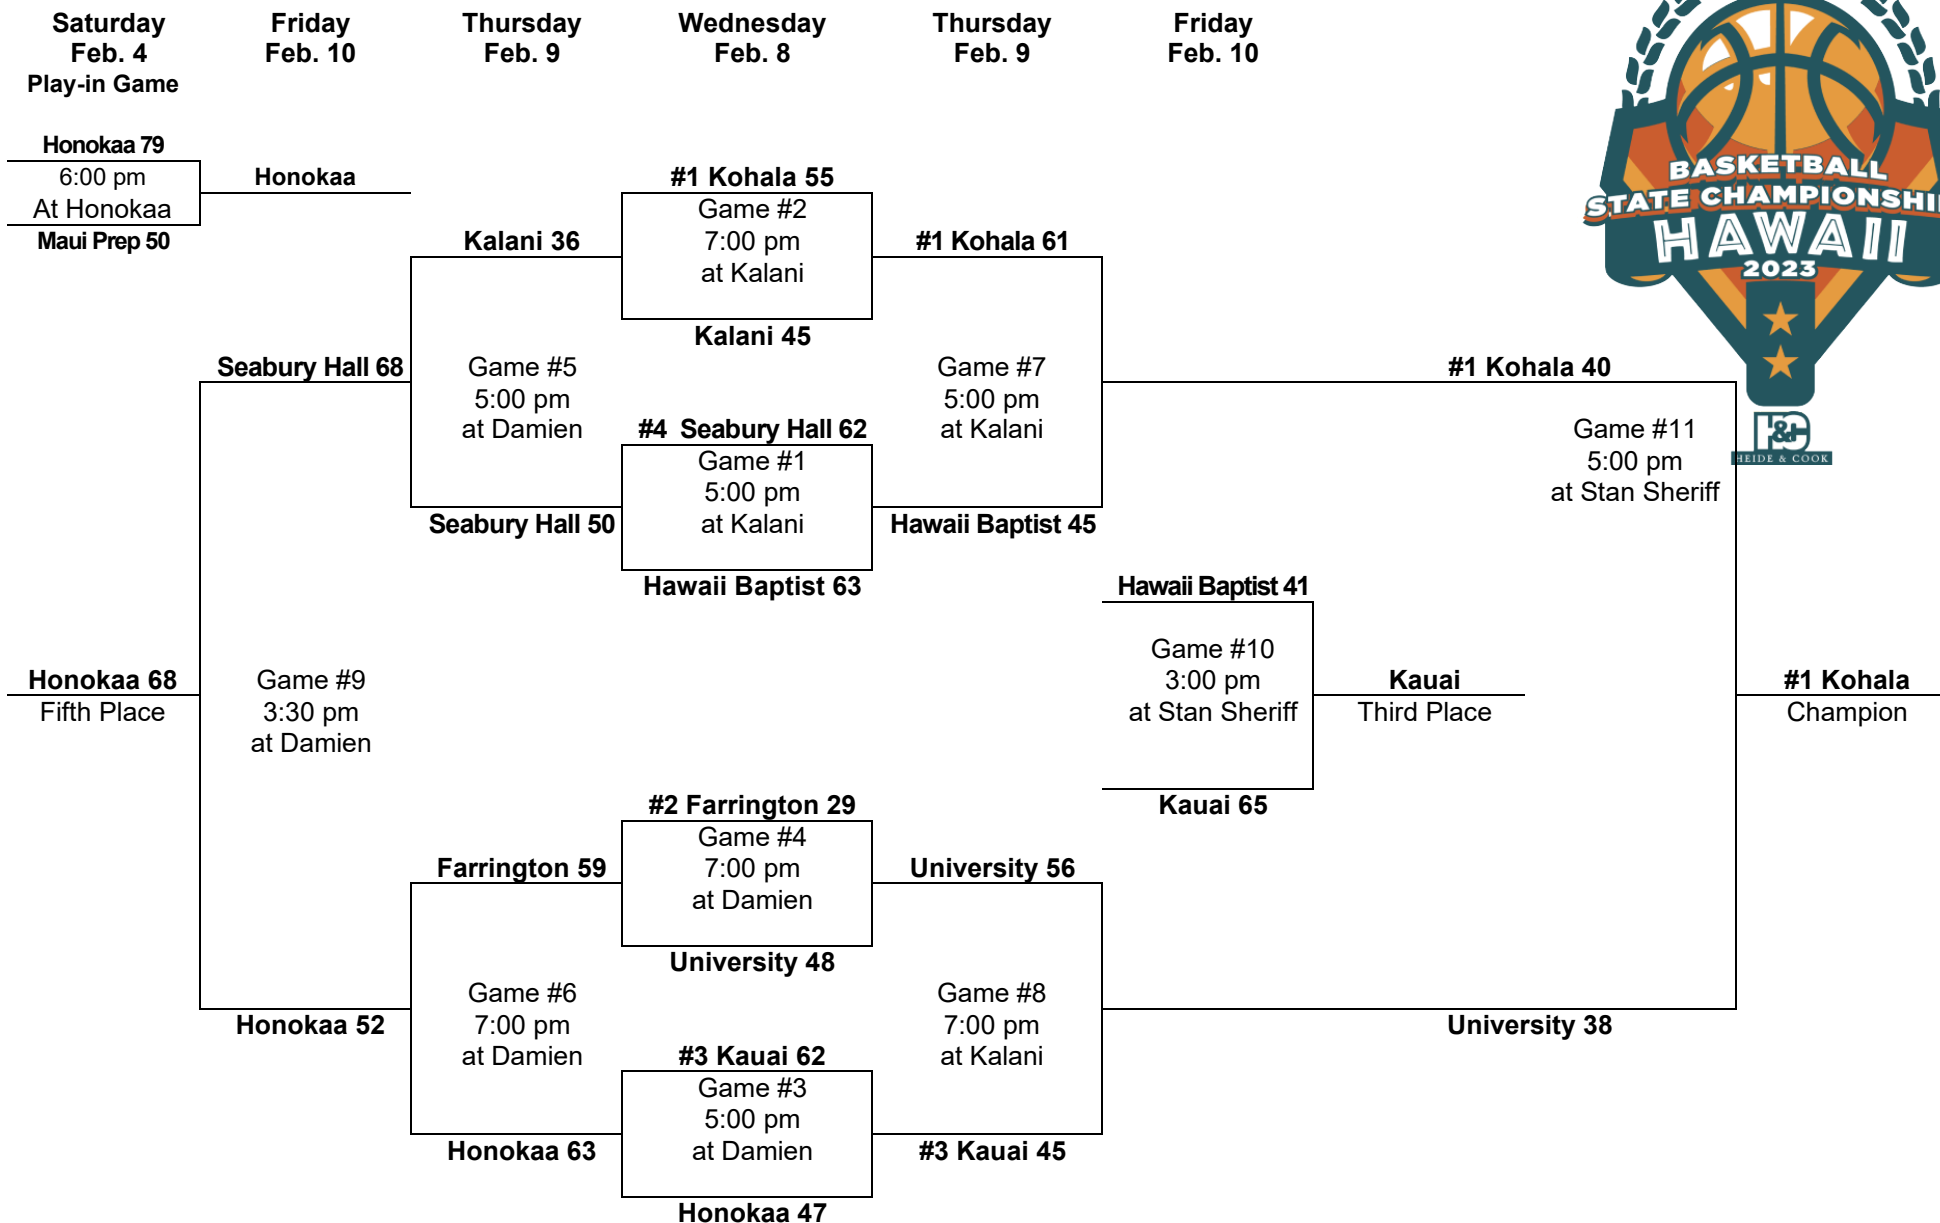 Saturday
Feb. 4
Play-in Game
Friday
Feb. 10
Thursday
Feb. 9
Wednesday
Feb. 8
Thursday
Feb. 9
Friday
Feb. 10
BASKETBALL
STATE CHAMPIONSHI
HAWAII
2023
H&C
HEIDE & COOK
Honokaa 79
6:00 pm
At Honokaa
Maui Prep 50
Honokaa
#1 Kohala 55
Game #2
7:00 pm
at Kalani
Kalani 45
Kalani 36
#1 Kohala 61
Seabury Hall 68
Game #5
5:00 pm
at Damien
#4 Seabury Hall 62
Game #1
5:00 pm
at Kalani
Hawaii Baptist 63
Game #7
5:00 pm
at Kalani
#1 Kohala 40
Game #11
5:00 pm
at Stan Sheriff
Seabury Hall 50
Hawaii Baptist 45
Hawaii Baptist 41
Game #10
3:00 pm
at Stan Sheriff
Kauai 65
Honokaa 68
Fifth Place
Game #9
3:30 pm
at Damien
Kauai
Third Place
#1 Kohala
Champion
#2 Farrington 29
Game #4
7:00 pm
at Damien
University 48
Farrington 59
University 56
Honokaa 52
Game #6
7:00 pm
at Damien
#3 Kauai 62
Game #3
5:00 pm
at Damien
Honokaa 47
Game #8
7:00 pm
at Kalani
University 38
Honokaa 63
#3 Kauai 45